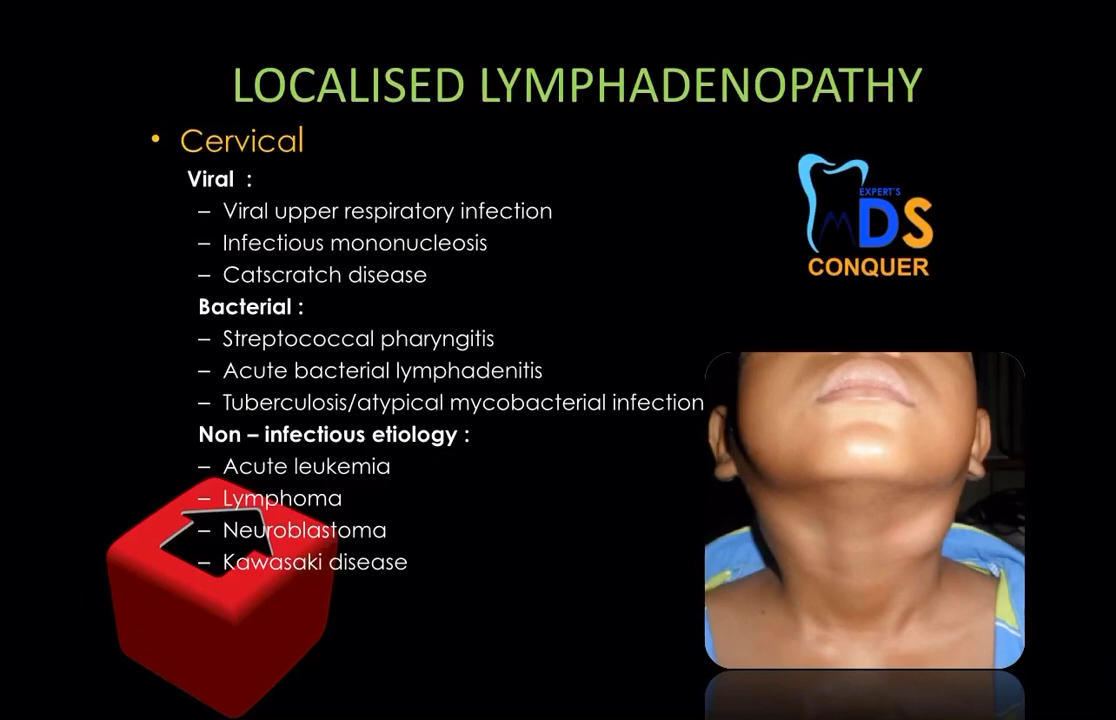 LOCALISED LYMPHADENOPATHY
• Cervical
Viral :
– Viral upper respiratory infection
– Infectious mononucleosis
– Catscratch disease
Bacterial :
– Streptococcal pharyngitis
– Acute bacterial lymphadenitis
– Tuberculosis/atypical mycobacterial infection
Non – infectious etiology :
– Acute leukemia
– Lymphoma
– Neuroblastoma
– Kawasaki disease
EXPERT'S
MDS
CONQUER